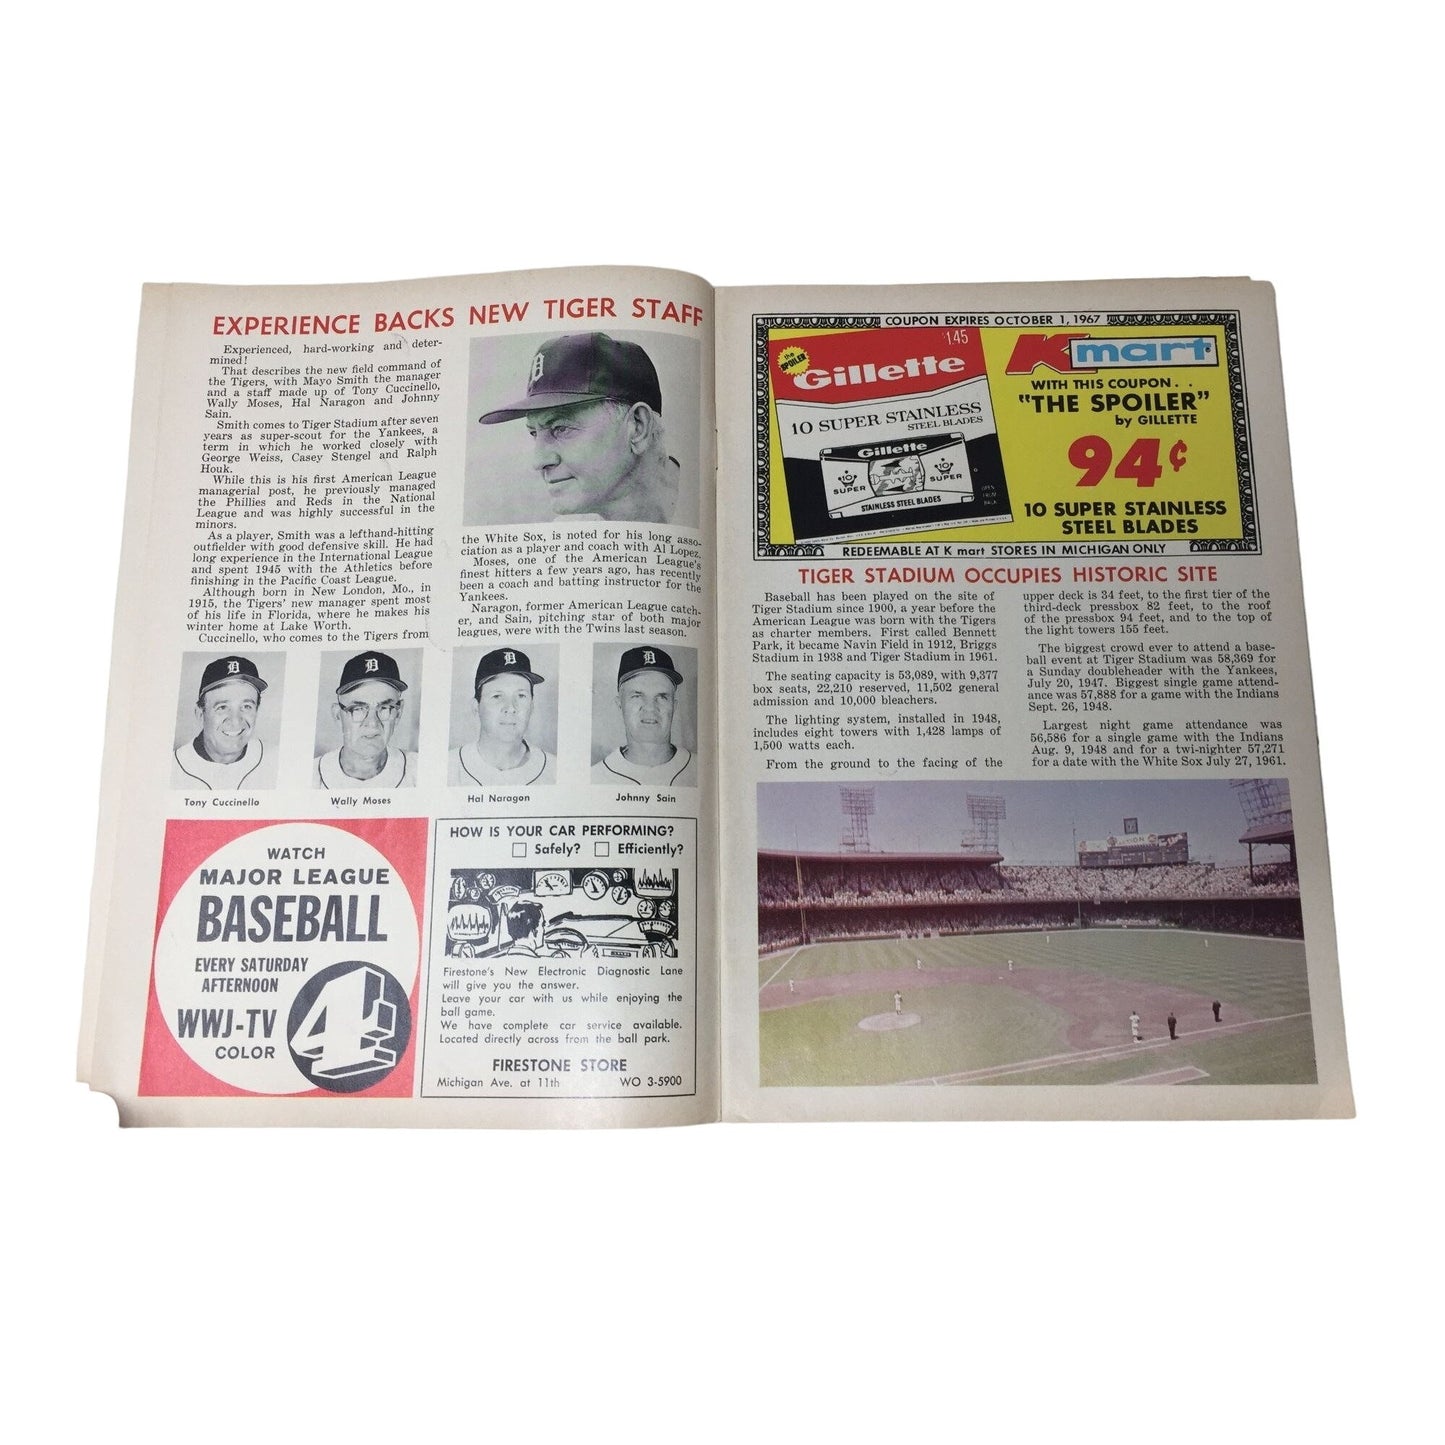 EXPERIENCE BACKS NEW TIGER STAFF
Experienced, hard-working and deter-
mined!
That describes the new field command of
the Tigers, with Mayo Smith the manager
and a staff made up of Tony Cuccinello,
Wally Moses, Hal Naragon and Johnny
Sain.
Smith comes to Tiger Stadium after seven
years as super-scout for the Yankees, a
term in which he worked closely with
George Weiss, Casey Stengel and Ralph
Houk.
While this is his first American League
managerial post, he previously managed
the Phillies and Reds in the National
League and was highly successful in the
minors.
As a player, Smith was a lefthand-hitting
outfielder with good defensive skill. He had
long experience in the International League
and spent 1945 with the Athletics before
finishing in the Pacific Coast League.
Although born in New London, Mo., in
1915, the Tigers' new manager spent most
of his life in Florida, where he makes his
winter home at Lake Worth.
Cuccinello, who comes to the Tigers from
the White Sox, is noted for his long asso-
ciation as a player and coach with Al Lopez.
Moses, one of the American League's
finest hitters a few years ago, has recently
been a coach and batting instructor for the
Yankees.
Naragon, former American League catch-
er, and Sain, pitching star of both major
leagues, were with the Twins last season.
Tony Cuccinello
Wally Moses
Hal Naragon
Johnny Sain
WATCH
MAJOR LEAGUE
BASEBALL
EVERY SATURDAY
AFTERNOON
WWJ-TV
COLOR
4
HOW IS YOUR CAR PERFORMING?
Safely? Efficiently?
Firestone's New Electronic Diagnostic Lane
will give you the answer.
Leave your car with us while enjoying the
ball game.
We have complete car service available.
Located directly across from the ball park.
FIRESTONE STORE
Michigan Ave. at 11th WO 3-5900
COUPON EXPIRES OCTOBER 1, 1967
$1.45
the
SPOILER
Gillette
10 SUPER STAINLESS
STEEL BLADES
Gillette
10
SUPER
10
SUPER
STAINLESS STEEL BLADES
OPEN
FROM
BACK
K mart
WITH THIS COUPON . .
"THE SPOILER"
by GILLETTE
94¢
10 SUPER STAINLESS
STEEL BLADES
REDEEMABLE AT K mart STORES IN MICHIGAN ONLY
TIGER STADIUM OCCUPIES HISTORIC SITE
Baseball has been played on the site of
Tiger Stadium since 1900, a year before the
American League was born with the Tigers
as charter members. First called Bennett
Park, it became Navin Field in 1912, Briggs
Stadium in 1938 and Tiger Stadium in 1961.
The seating capacity is 53,089, with 9,377
box seats, 22,210 reserved, 11,502 general
admission and 10,000 bleachers.
The lighting system, installed in 1948,
includes eight towers with 1,428 lamps of
1,500 watts each.
From the ground to the facing of the
upper deck is 34 feet, to the first tier of the
third-deck pressbox 82 feet, to the roof
of the pressbox 94 feet, and to the top of
the light towers 155 feet.
The biggest crowd ever to attend a base-
ball event at Tiger Stadium was 58,369 for
a Sunday doubleheader with the Yankees,
July 20, 1947. Biggest single game attend-
ance was 57,888 for a game with the Indians
Sept. 26, 1948.
Largest night game attendance was
56,586 for a single game with the Indians
Aug. 9, 1948 and for a twi-nighter 57,271
for a date with the White Sox July 27, 1961.